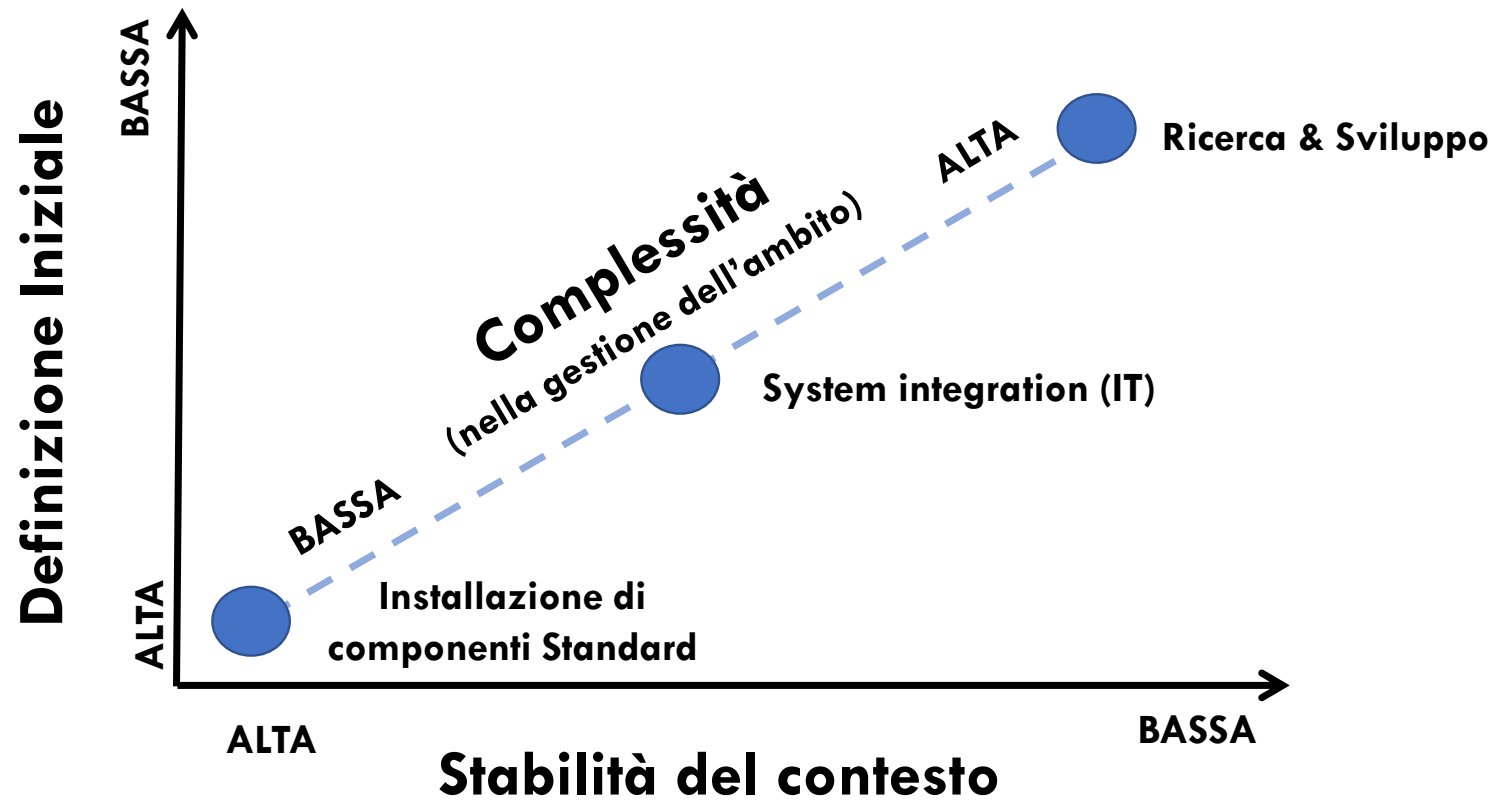 BASSA
Definizione Iniziale
ALTA
Complessità
(nella gestione dell'ambito)
ALTA
BASSA
Ricerca & Sviluppo
System integration (IT)
Installazione di
componenti Standard
ALTA
BASSA
Stabilità del contesto